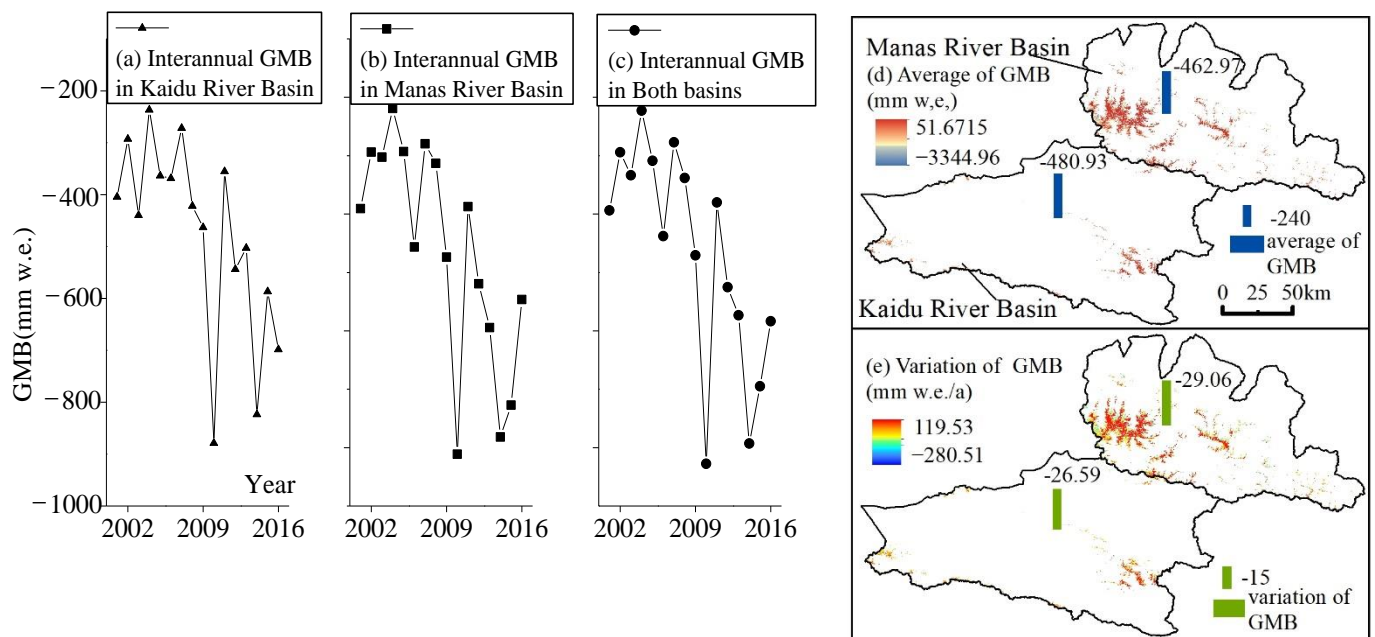 (a) Interannual GMB
in Kaidu River Basin
(b) Interannual GMB
in Manas River Basin
(c) Interannual GMB
in Both basins
GMB(mm w.e.)
−200
−400
−600
−800
−1000
Year
2002
2009
2016
2002
2009
2016
2002
2009
2016
Manas River Basin
-462.97
(d) Average of GMB
(mm w,e,)
51.6715
−3344.96
-480.93
-240
average of
GMB
0 25 50km
Kaidu River Basin
(e) Variation of GMB
(mm w.e./a)
-29.06
119.53
−280.51
-26.59
-15
variation of
GMB